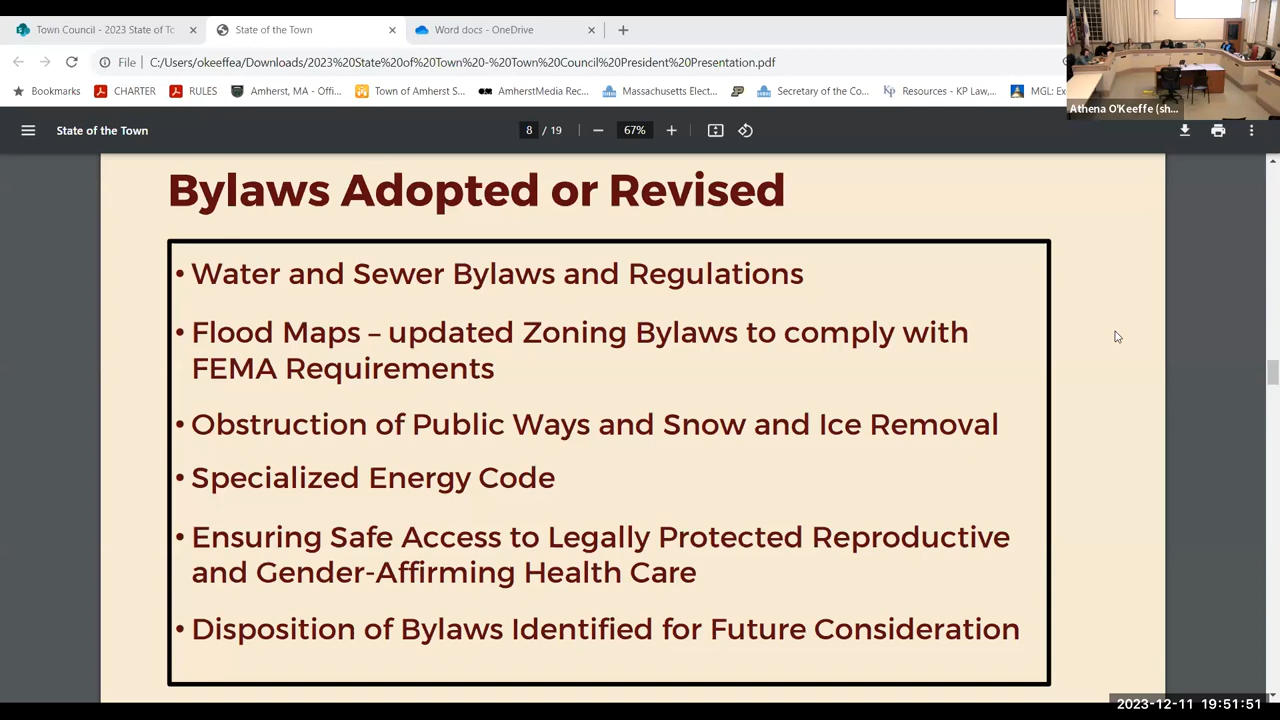 Town Council - 2023 State of To
State of the Town
Word docs - OneDrive
File
C:/Users/okeeffea/Downloads/2023%20State%20of%20Town%20-%20Town%20Council%20President%20Presentation.pdf
Bookmarks
CHARTER
RULES
Amherst, MA - Offi...
Town of Amherst S...
AmherstMedia Rec...
Massachusetts Elect...
Secretary of the Co...
Resources - KP Law,...
MGL: Ex
Athena O'Keeffe (sh...
State of the Town
8 / 19
67%
Bylaws Adopted or Revised
• Water and Sewer Bylaws and Regulations
• Flood Maps – updated Zoning Bylaws to comply with
FEMA Requirements
• Obstruction of Public Ways and Snow and Ice Removal
• Specialized Energy Code
• Ensuring Safe Access to Legally Protected Reproductive
and Gender-Affirming Health Care
• Disposition of Bylaws Identified for Future Consideration
2023-12-11 19:51:51